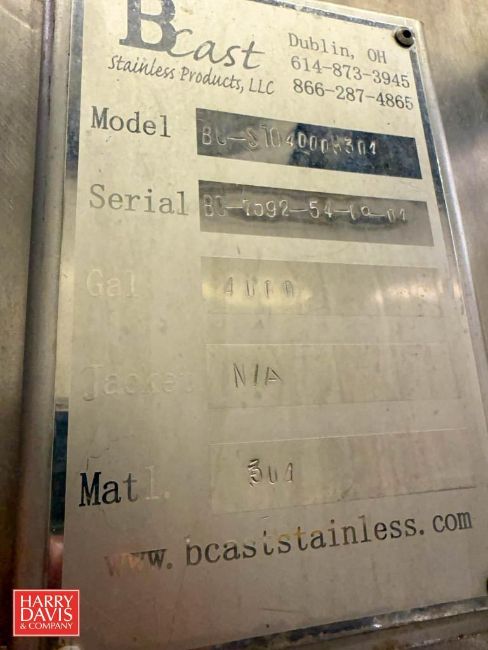 BCast
Stainless Products, LLC
Dublin, OH
614-873-3945
866-287-4865
Model
Serial
Gal 4000
Jacket N/A
Matl. 304
www.bcaststainless.com
HARRY
DAVIS
& COMPANY